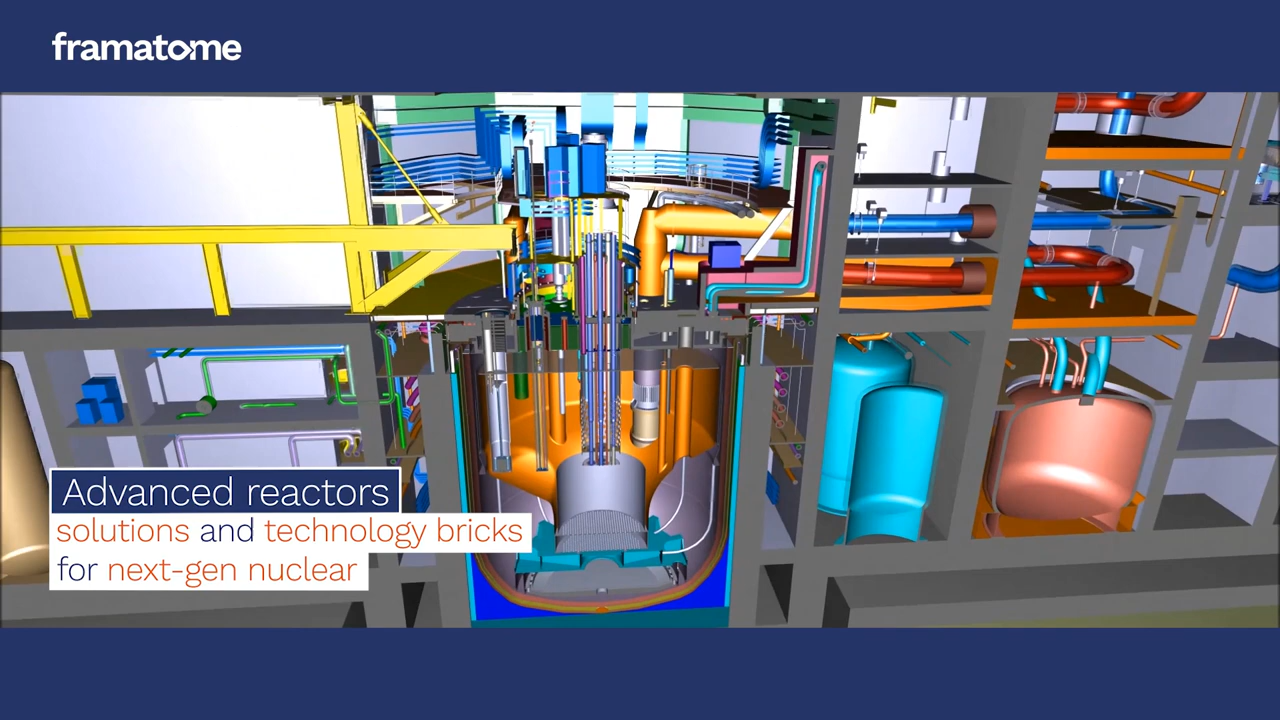 framatome
Advanced reactors
solutions and technology bricks
for next-gen nuclear